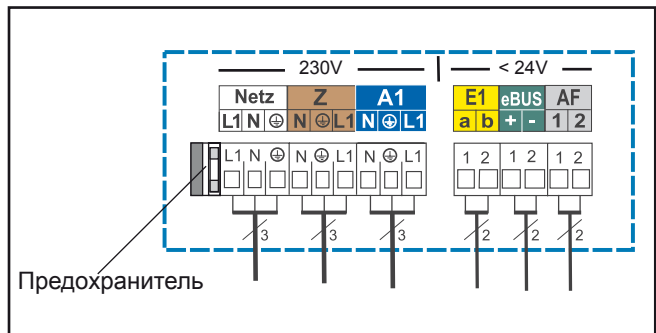 230V < 24V
Netz Z A1 E1 eBUS AF
L1 N ⏚ N ⏚ L1 N ⏚ L1 a b + - 1 2
L1 N ⏚ N ⏚ L1 N ⏚ L1 1 2 1 2 1 2
3 3 3 2 2 2
Предохранитель